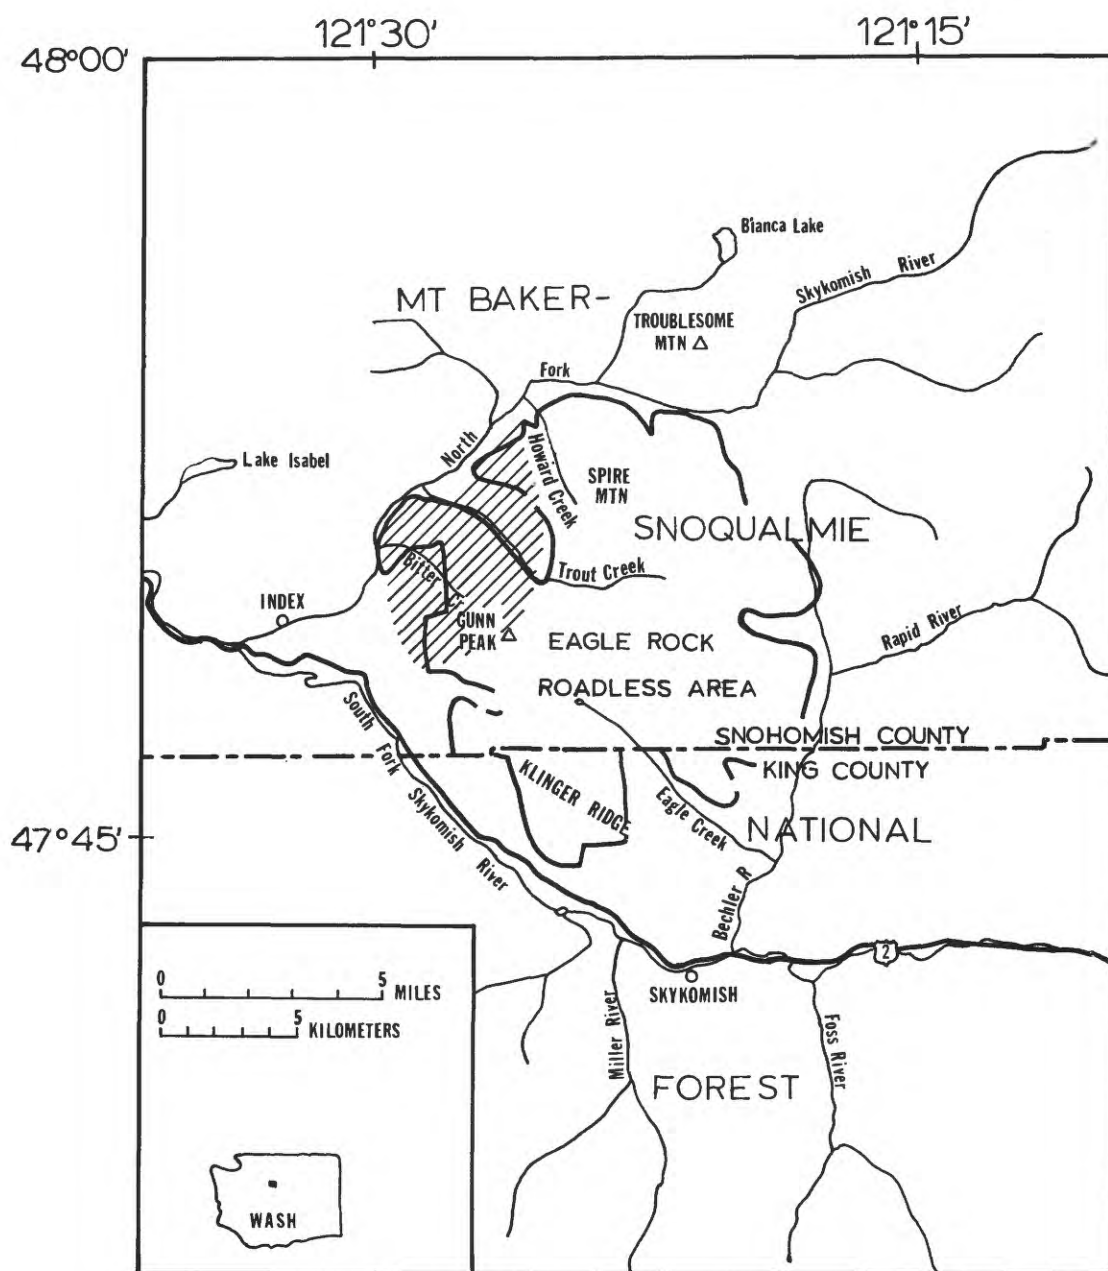 121°30'
121°15'
48°00'
Bianca Lake
Skykomish River
MT BAKER-
TROUBLESOME
MTN
Fork
North
Howard Creek
Lake Isabel
SPIRE
MTN
SNOQUALMIE
Bitter
Trout Creek
INDEX
GUNN
PEAK
EAGLE ROCK
ROADLESS AREA
Rapid River
South Fork Skykomish River
SNOHOMISH COUNTY
KING COUNTY
KLINGER RIDGE
Eagle Creek
NATIONAL
47°45'
Bechler R
2
SKYKOMISH
0 5 MILES
0 5 KILOMETERS
Miller River
Foss River
FOREST
WASH